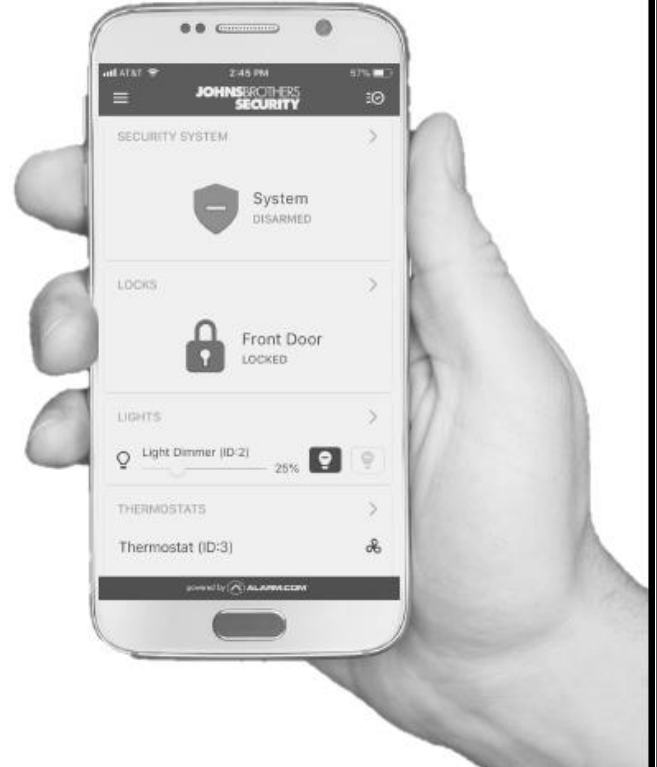 AT&T
2:45 PM
57%
JOHNSBROTHERS
SECURITY
SECURITY SYSTEM
System
DISARMED
LOCKS
Front Door
LOCKED
LIGHTS
Light Dimmer (ID:2)
25%
THERMOSTATS
Thermostat (ID:3)
powered by ALARM.COM